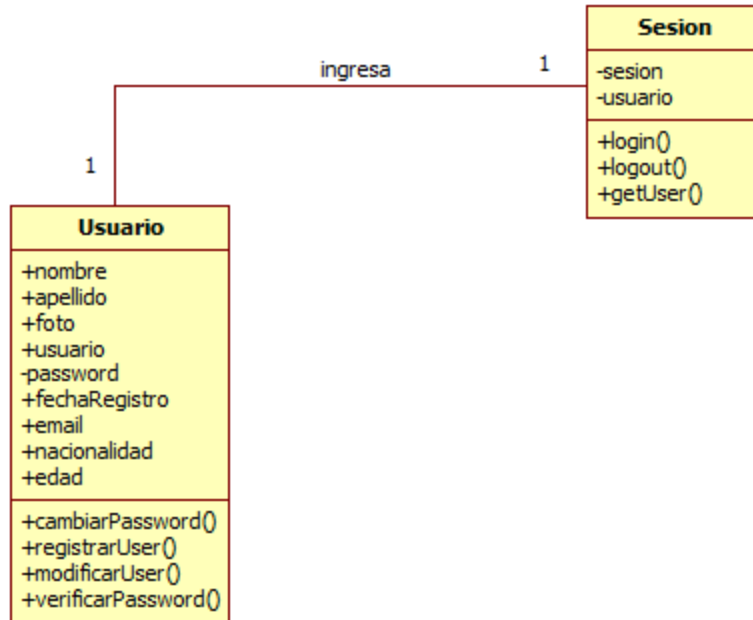 Sesion
-sesion
-usuario
+login()
+logout()
+getUser()
ingresa
1
1
Usuario
+nombre
+apellido
+foto
+usuario
-password
+fechaRegistro
+email
+nacionalidad
+edad
+cambiarPassword()
+registrarUser()
+modificarUser()
+verificarPassword()